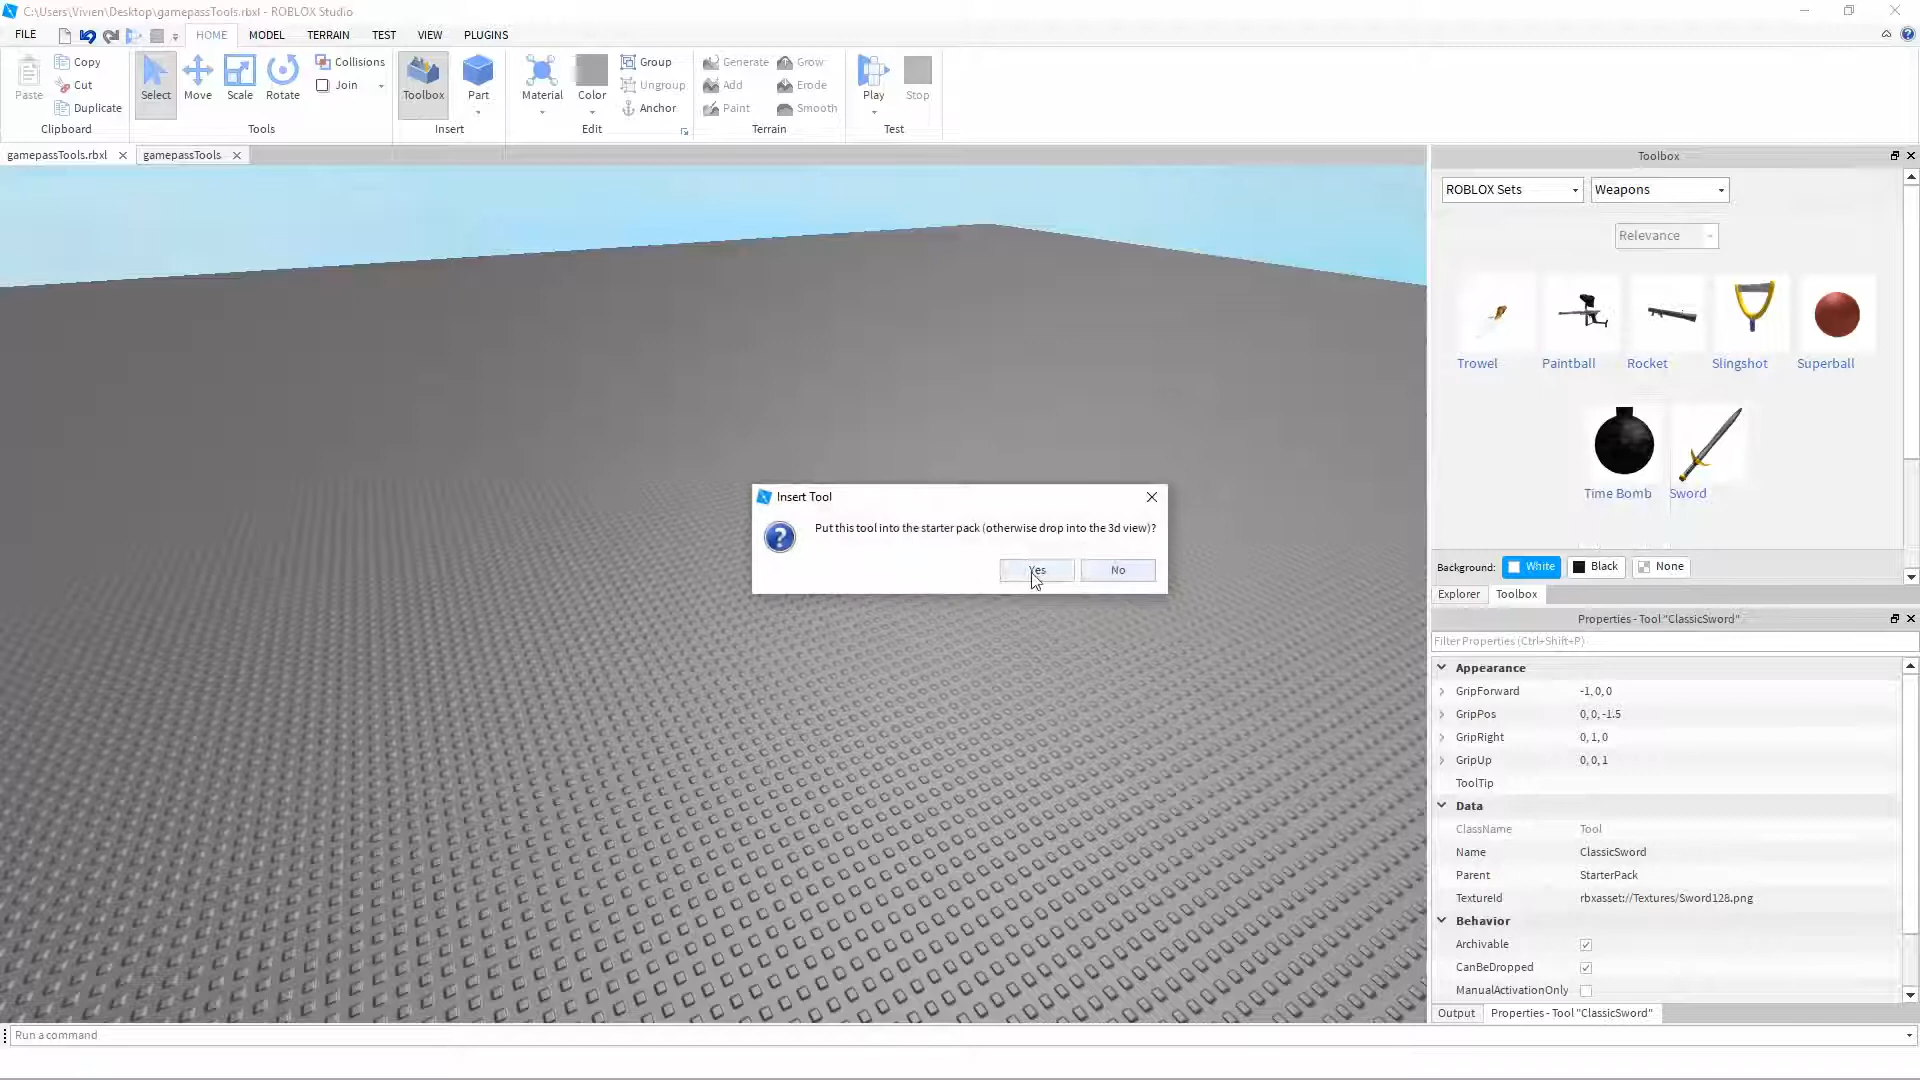 C:\Users\Vivien\Desktop\gamepassTools.rbxl - ROBLOX Studio
FILE HOME MODEL TERRAIN TEST VIEW PLUGINS
Paste Copy Cut Duplicate
Clipboard
Select Move Scale Rotate Collisions Join
Tools
Toolbox Part
Insert
Material Color Group Ungroup Anchor
Edit
Generate Grow
Add Erode
Paint Smooth
Terrain
Play Stop
Test
gamepassTools.rbxl gamepassTools
Toolbox
ROBLOX Sets Weapons
Relevance
Trowel Paintball Rocket Slingshot Superball
Time Bomb Sword
Background: White Black None
Explorer Toolbox
Insert Tool
Put this tool into the starter pack (otherwise drop into the 3d view)?
Yes No
Properties - Tool "ClassicSword"
Filter Properties (Ctrl+Shift+P)
Appearance
GripForward -1, 0, 0
GripPos 0, 0, -1.5
GripRight 0, 1, 0
GripUp 0, 0, 1
ToolTip
Data
ClassName Tool
Name ClassicSword
Parent StarterPack
TextureId rbxasset://Textures/Sword128.png
Behavior
Archivable
CanBeDropped
ManualActivationOnly
Output Properties - Tool "ClassicSword"
Run a command